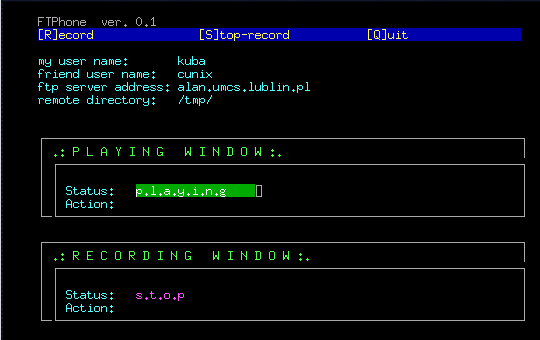 FTPhone ver. 0.1
[R]ecord [S]top-record [Q]uit
my user name: kuba
friend user name: cunix
ftp server address: alan.umcs.lublin.pl
remote directory: /tmp/
.: P L A Y I N G W I N D O W :.
Status: p.l.a.y.i.n.g
Action:
.: R E C O R D I N G W I N D O W :.
Status: s.t.o.p
Action: